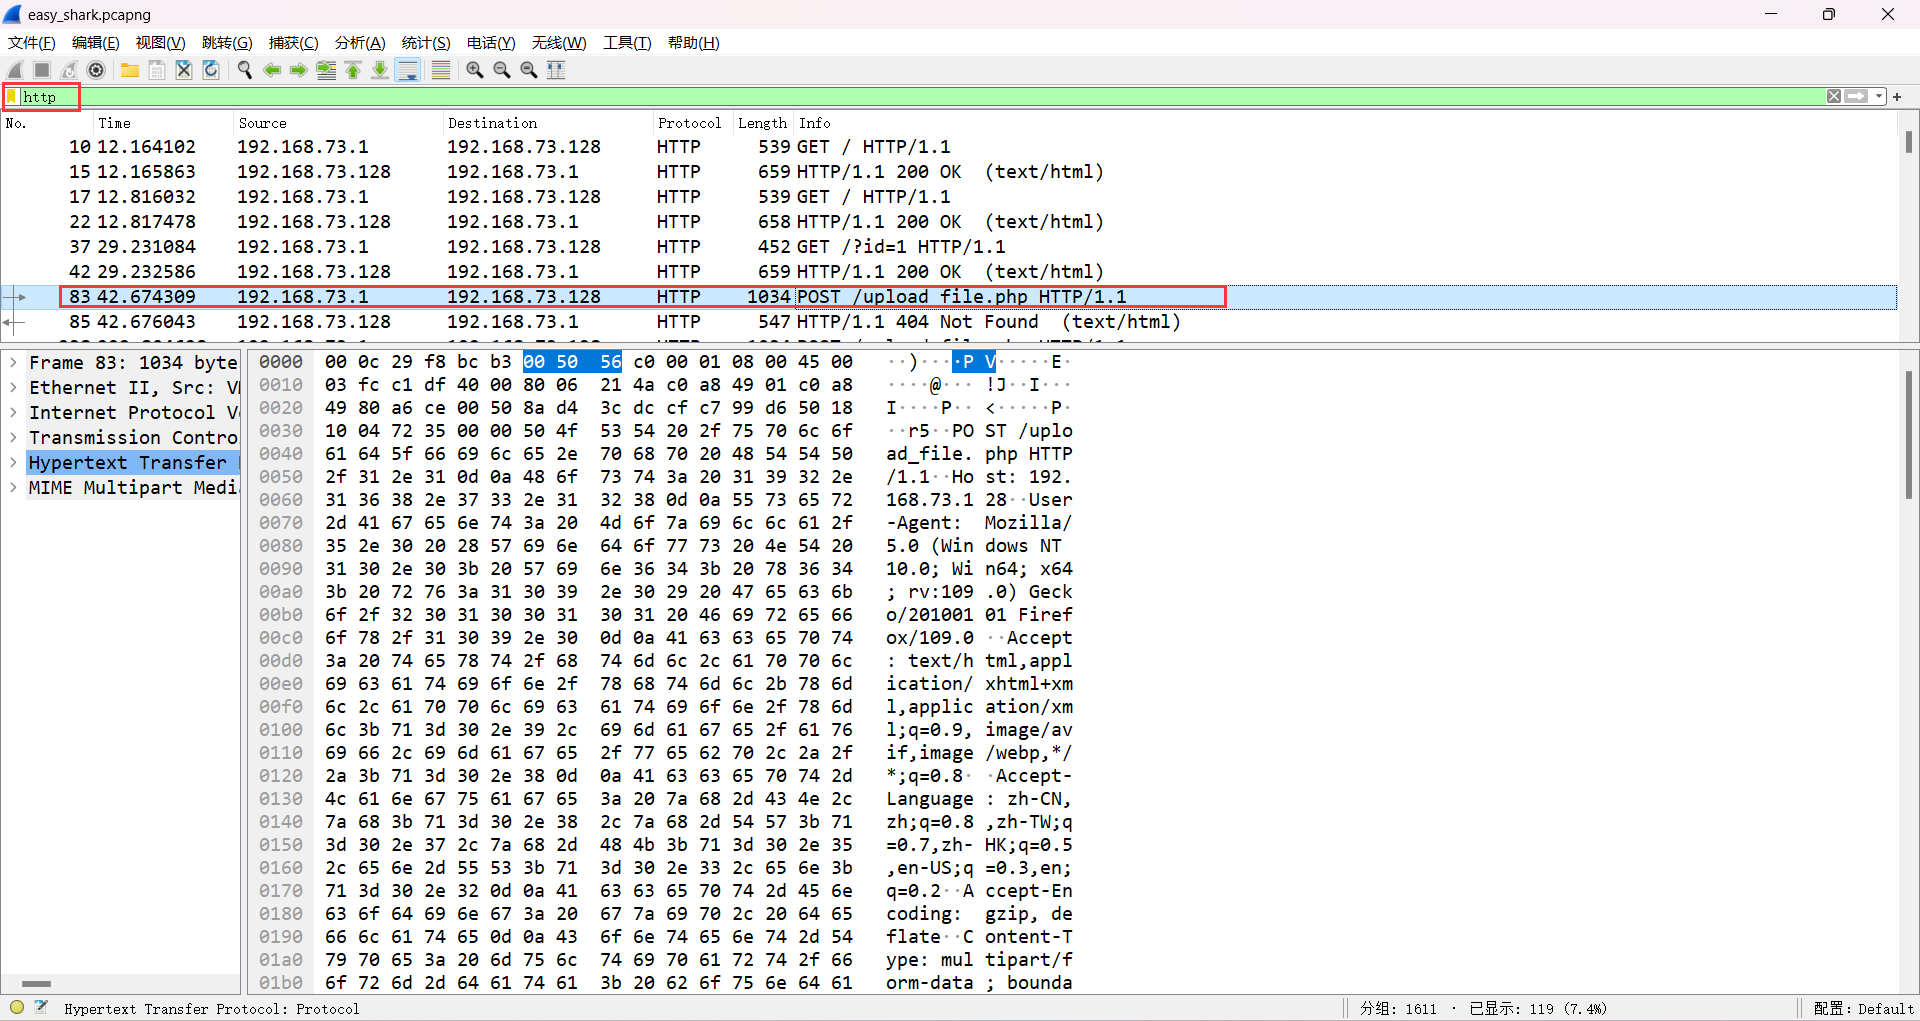 easy_shark.pcapng
文件(F) 编辑(E) 视图(V) 跳转(G) 捕获(C) 分析(A) 统计(S) 电话(Y) 无线(W) 工具(T) 帮助(H)
http
No. Time Source Destination Protocol Length Info
10 12.164102 192.168.73.1 192.168.73.128 HTTP 539 GET / HTTP/1.1
15 12.165863 192.168.73.128 192.168.73.1 HTTP 659 HTTP/1.1 200 OK (text/html)
17 12.816032 192.168.73.1 192.168.73.128 HTTP 539 GET / HTTP/1.1
22 12.817478 192.168.73.128 192.168.73.1 HTTP 658 HTTP/1.1 200 OK (text/html)
37 29.231084 192.168.73.1 192.168.73.128 HTTP 452 GET /?id=1 HTTP/1.1
42 29.232586 192.168.73.128 192.168.73.1 HTTP 659 HTTP/1.1 200 OK (text/html)
83 42.674309 192.168.73.1 192.168.73.128 HTTP 1034 POST /upload_file.php HTTP/1.1
85 42.676043 192.168.73.128 192.168.73.1 HTTP 547 HTTP/1.1 404 Not Found (text/html)
Frame 83: 1034 byte
Ethernet II, Src: V
Internet Protocol V
Transmission Contro
Hypertext Transfer
MIME Multipart Medi
0000 00 0c 29 f8 bc b3 00 50 56 c0 00 01 08 00 45 00 ··)····P V·····E·
0010 03 fc c1 df 40 00 80 06 21 4a c0 a8 49 01 c0 a8 ····@··· !J··I···
0020 49 80 a6 ce 00 50 8a d4 3c dc cf c7 99 d6 50 18 I····P·· <·····P·
0030 10 04 72 35 00 00 50 4f 53 54 20 2f 75 70 6c 6f ··r5··PO ST /uplo
0040 61 64 5f 66 69 6c 65 2e 70 68 70 20 48 54 54 50 ad_file. php HTTP
0050 2f 31 2e 31 0d 0a 48 6f 73 74 3a 20 31 39 32 2e /1.1··Ho st: 192.
0060 31 36 38 2e 37 33 2e 31 32 38 0d 0a 55 73 65 72 168.73.1 28··User
0070 2d 41 67 65 6e 74 3a 20 4d 6f 7a 69 6c 6c 61 2f -Agent: Mozilla/
0080 35 2e 30 20 28 57 69 6e 64 6f 77 73 20 4e 54 20 5.0 (Win dows NT
0090 31 30 2e 30 3b 20 57 69 6e 36 34 3b 20 78 36 34 10.0; Wi n64; x64
00a0 3b 20 72 76 3a 31 30 39 2e 30 29 20 47 65 63 6b ; rv:109 .0) Geck
00b0 6f 2f 32 30 31 30 30 31 30 31 20 46 69 72 65 66 o/201001 01 Firef
00c0 6f 78 2f 31 30 39 2e 30 0d 0a 41 63 63 65 70 74 ox/109.0 ··Accept
00d0 3a 20 74 65 78 74 2f 68 74 6d 6c 2c 61 70 70 6c : text/h tml,appl
00e0 69 63 61 74 69 6f 6e 2f 78 68 74 6d 6c 2b 78 6d ication/ xhtml+xm
00f0 6c 2c 61 70 70 6c 69 63 61 74 69 6f 6e 2f 78 6d l,applic ation/xm
0100 6c 3b 71 3d 30 2e 39 2c 69 6d 61 67 65 2f 61 76 l;q=0.9, image/av
0110 69 66 2c 69 6d 61 67 65 2f 77 65 62 70 2c 2a 2f if,image /webp,*/
0120 2a 3b 71 3d 30 2e 38 0d 0a 41 63 63 65 70 74 2d *;q=0.8· ·Accept-
0130 4c 61 6e 67 75 61 67 65 3a 20 7a 68 2d 43 4e 2c Language : zh-CN,
0140 7a 68 3b 71 3d 30 2e 38 2c 7a 68 2d 54 57 3b 71 zh;q=0.8 ,zh-TW;q
0150 3d 30 2e 37 2c 7a 68 2d 48 4b 3b 71 3d 30 2e 35 =0.7,zh- HK;q=0.5
0160 2c 65 6e 2d 55 53 3b 71 3d 30 2e 33 2c 65 6e 3b ,en-US;q =0.3,en;
0170 71 3d 30 2e 32 0d 0a 41 63 63 65 70 74 2d 45 6e q=0.2··A ccept-En
0180 63 6f 64 69 6e 67 3a 20 67 7a 69 70 2c 20 64 65 coding: gzip, de
0190 66 6c 61 74 65 0d 0a 43 6f 6e 74 65 6e 74 2d 54 flate··C ontent-T
01a0 79 70 65 3a 20 6d 75 6c 74 69 70 61 72 74 2f 66 ype: mul tipart/f
01b0 6f 72 6d 2d 64 61 74 61 3b 20 62 6f 75 6e 64 61 orm-data ; bounda
Hypertext Transfer Protocol: Protocol 分组: 1611 · 已显示: 119 (7.4%) 配置: Default